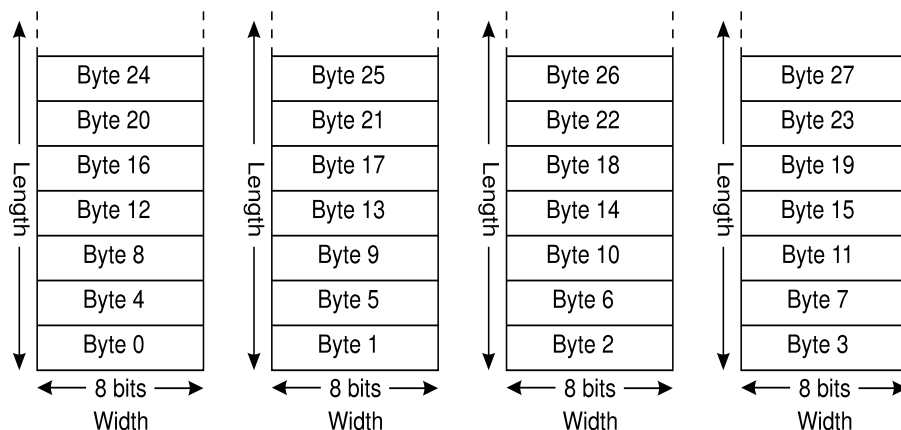 Byte 24 Byte 25 Byte 26 Byte 27
Byte 20 Byte 21 Byte 22 Byte 23
Byte 16 Byte 17 Byte 18 Byte 19
Length Length Length Length
Byte 12 Byte 13 Byte 14 Byte 15
Byte 8 Byte 9 Byte 10 Byte 11
Byte 4 Byte 5 Byte 6 Byte 7
Byte 0 Byte 1 Byte 2 Byte 3
8 bits 8 bits 8 bits 8 bits
Width Width Width Width